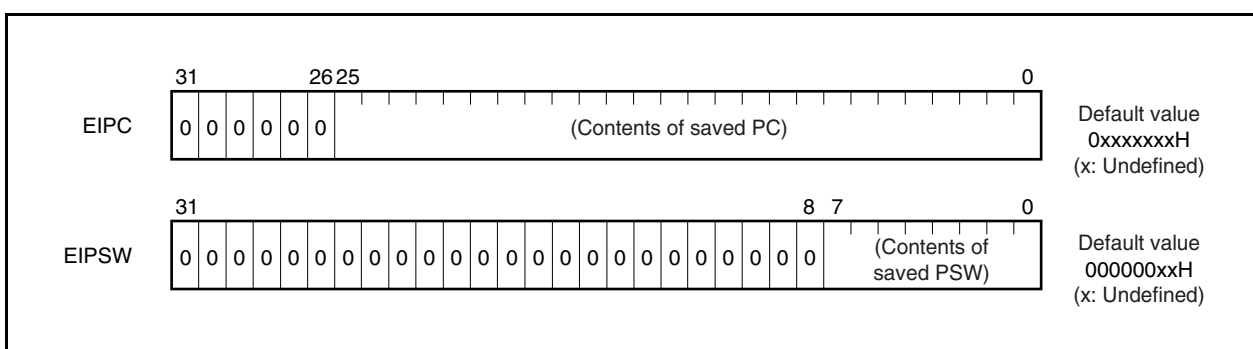 31 26 25 0
EIPC 0 0 0 0 0 0 (Contents of saved PC) Default value
0xxxxxxxH
(x: Undefined)
31 8 7 0
EIPSW 0 0 0 0 0 0 0 0 0 0 0 0 0 0 0 0 0 0 0 0 0 0 0 0 (Contents of
saved PSW) Default value
000000xxH
(x: Undefined)